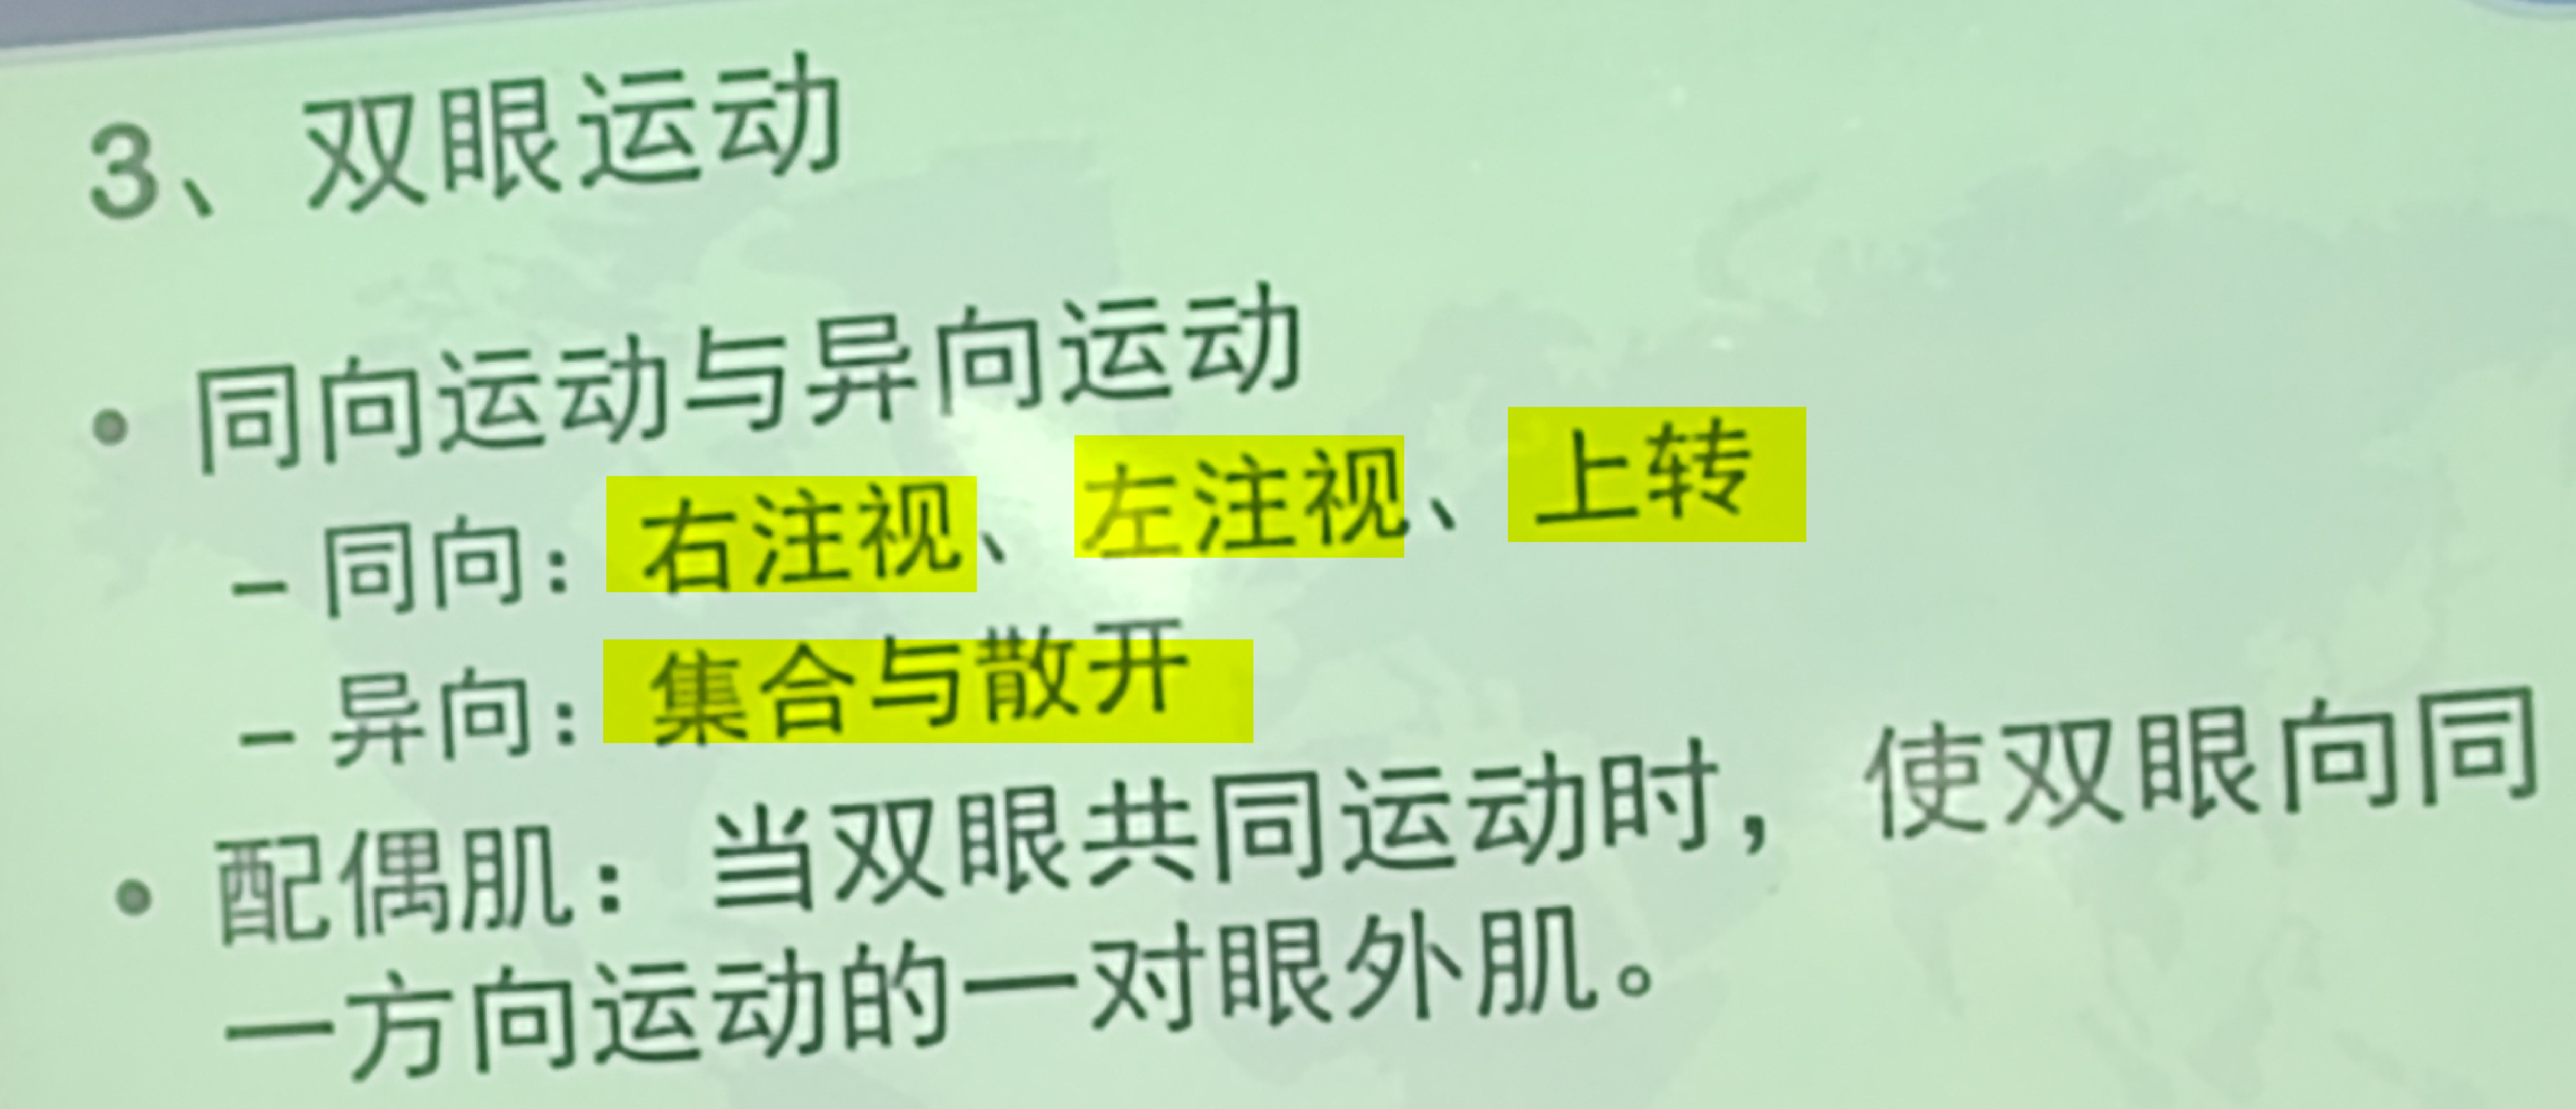 3、双眼运动
• 同向运动与异向运动
– 同向：右注视、左注视、上转
– 异向：集合与散开
• 配偶肌：当双眼共同运动时，使双眼向同
一方向运动的一对眼外肌。